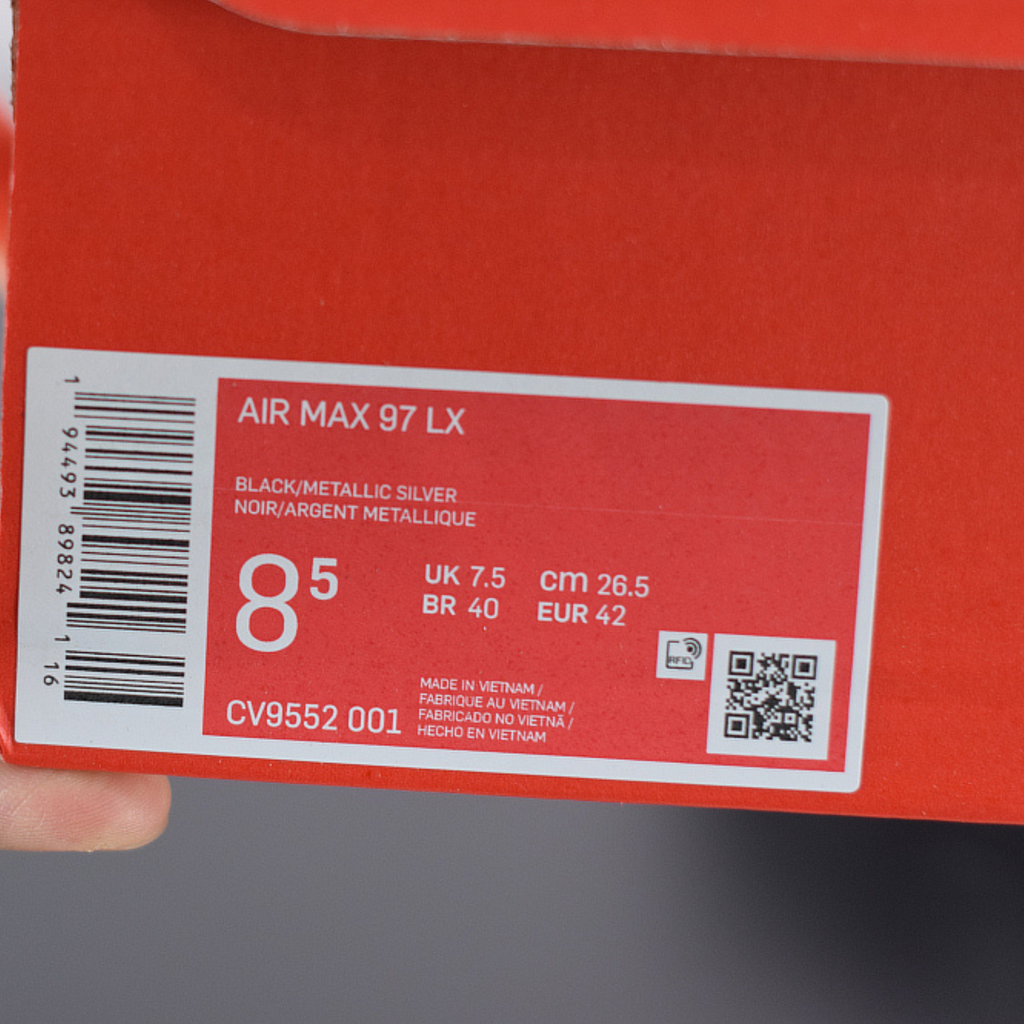 AIR MAX 97 LX
BLACK/METALLIC SILVER
NOIR/ARGENT METALLIQUE
8 5
UK 7.5 cm 26.5
BR 40 EUR 42
RFID
CV9552 001
MADE IN VIETNAM /
FABRIQUE AU VIETNAM /
FABRICADO NO VIETNÃ /
HECHO EN VIETNAM
1 94493 89824 1 16